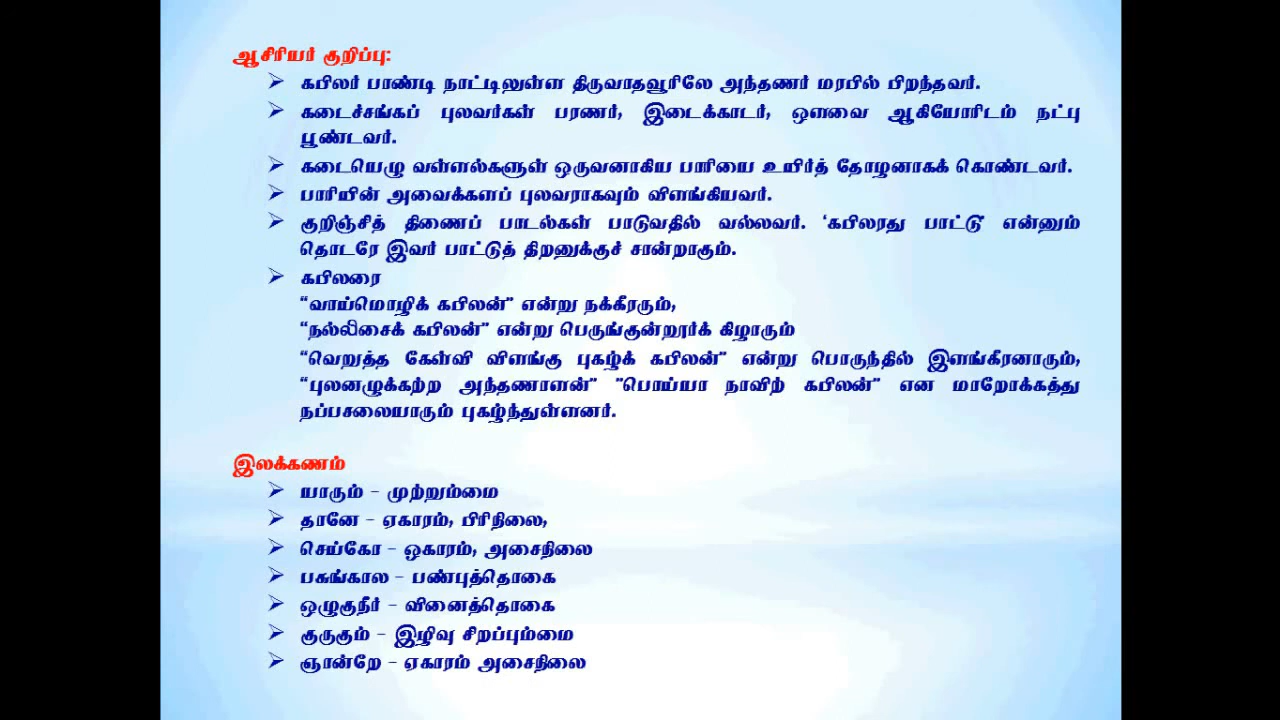 ஆசிரியர் குறிப்பு:
➢ கபிலர் பாண்டி நாட்டிலுள்ள திருவாதவூரிலே அந்தணர் மரபில் பிறந்தவர்.
➢ கடைச்சங்கப் புலவர்கள் பரணர், இடைக்காடர், ஔவை ஆகியோரிடம் நட்பு
பூண்டவர்.
➢ கடையெழு வள்ளல்களுள் ஒருவனாகிய பாரியை உயிர்த் தோழனாகக் கொண்டவர்.
➢ பாரியின் அவைக்களப் புலவராகவும் விளங்கியவர்.
➢ குறிஞ்சித் திணைப் பாடல்கள் பாடுவதில் வல்லவர். ‘கபிலரது பாட்டு’ என்னும்
தொடரே இவர் பாட்டுத் திறனுக்குச் சான்றாகும்.
➢ கபிலரை
“வாய்மொழிக் கபிலன்” என்று நக்கீரரும்,
“நல்லிசைக் கபிலன்” என்று பெருங்குன்றூர்க் கிழாரும்
“வெறுத்த கேள்வி விளங்கு புகழ்க் கபிலன்” என்று பொருந்தில் இளங்கீரனாரும்,
“புலனழுக்கற்ற அந்தணாளன்” "பொய்யா நாவிற் கபிலன்” என மாறோக்கத்து
நப்பசலையாரும் புகழ்ந்துள்ளனர்.
இலக்கணம்
➢ யாரும் - முற்றும்மை
➢ தானே - ஏகாரம், பிரிநிலை,
➢ செய்கோ - ஒகாரம், அசைநிலை
➢ பசுங்கால - பண்புத்தொகை
➢ ஒழுகுநீர் - வினைத்தொகை
➢ குருகும் - இழிவு சிறப்பும்மை
➢ ஞான்றே - ஏகாரம் அசைநிலை